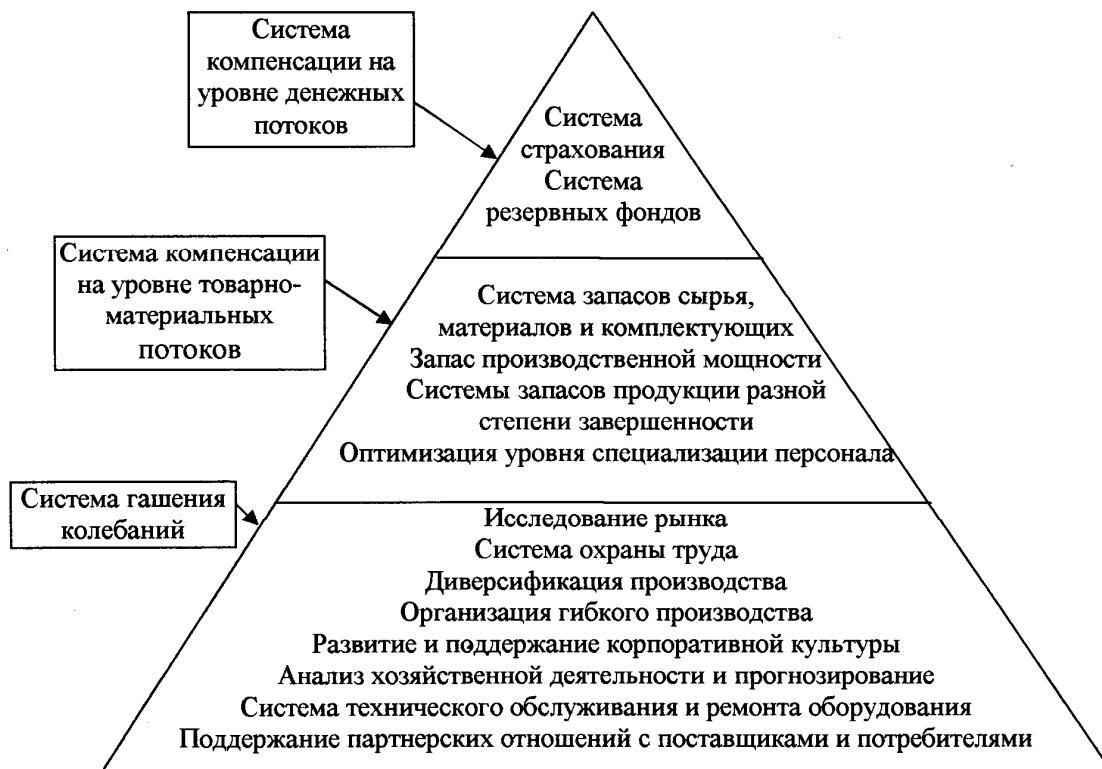 Система
компенсации на
уровне денежных
потоков
Система
страхования
Система
резервных фондов
Система компенсации
на уровне товарно-
материальных
потоков
Система запасов сырья,
материалов и комплектующих
Запас производственной мощности
Системы запасов продукции разной
степени завершенности
Оптимизация уровня специализации персонала
Система гашения
колебаний
Исследование рынка
Система охраны труда
Диверсификация производства
Организация гибкого производства
Развитие и поддержание корпоративной культуры
Анализ хозяйственной деятельности и прогнозирование
Система технического обслуживания и ремонта оборудования
Поддержание партнерских отношений с поставщиками и потребителями